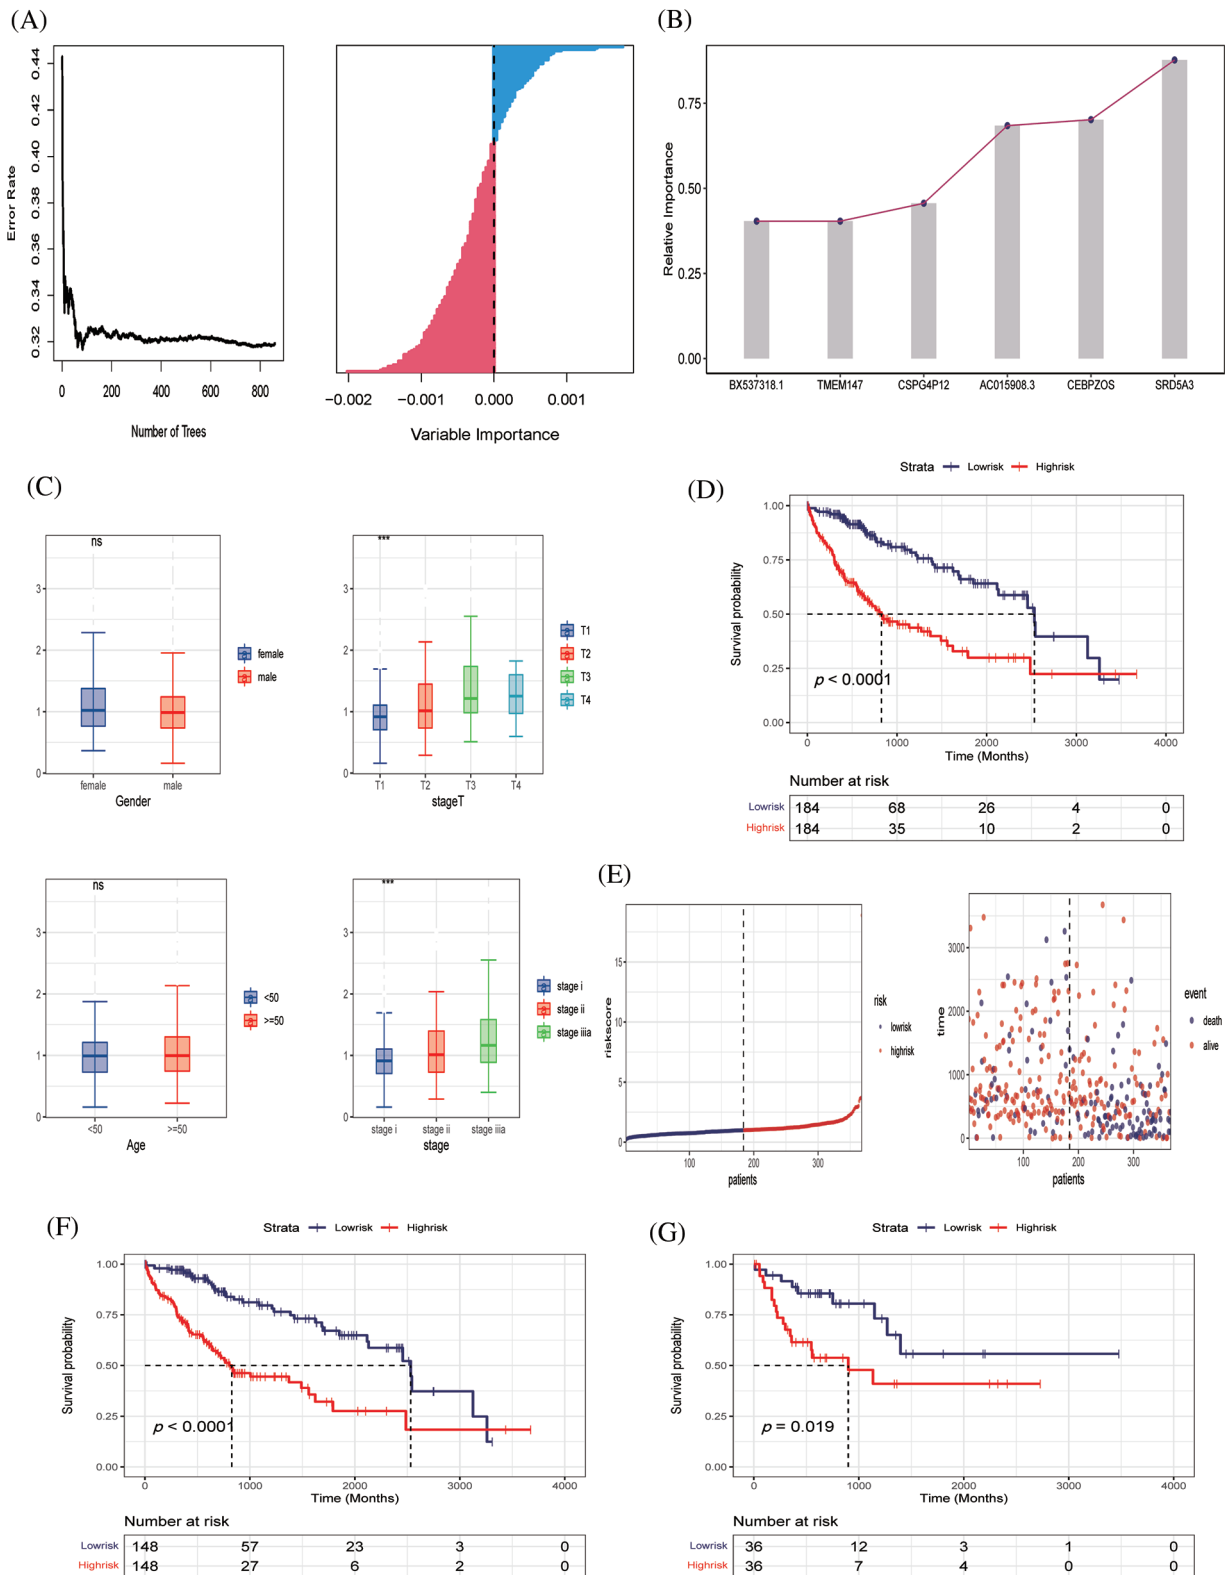 (A)
(B)
0.44
0.42
0.40
0.38
0.36
0.34
0.32
Error Rate
0 200 400 600 800
Number of Trees
−0.002 −0.001 0.000 0.001
Variable Importance
0.75
0.50
0.25
0.00
Relative Importance
BX537318.1 TMEM147 CSPG4P12 AC015908.3 CEBPZOS SRD5A3
(C)
ns
3
2
1
0
female male
Gender
female
male
***
3
2
1
0
T1 T2 T3 T4
stageT
T1
T2
T3
T4
(D)
Strata Lowrisk Highrisk
1.00
0.75
0.50
0.25
0.00
Survival probability
p < 0.0001
0 1000 2000 3000 4000
Time (Months)
Number at risk
Lowrisk 184 68 26 4 0
Highrisk 184 35 10 2 0
ns
3
2
1
0
<50 >=50
Age
<50
>=50
***
3
2
1
0
stage i stage ii stage iiia
stage
stage i
stage ii
stage iiia
(E)
15
10
5
0
riskscore
100 200 300
patients
risk
lowrisk
highrisk
3000
2000
1000
0
time
100 200 300
patients
event
death
alive
(F)
Strata Lowrisk Highrisk
1.00
0.75
0.50
0.25
0.00
Survival probability
p < 0.0001
0 1000 2000 3000 4000
Time (Months)
Number at risk
Lowrisk 148 57 23 3 0
Highrisk 148 27 6 2 0
(G)
Strata Lowrisk Highrisk
1.00
0.75
0.50
0.25
0.00
Survival probability
p = 0.019
0 1000 2000 3000 4000
Time (Months)
Number at risk
Lowrisk 36 12 3 1 0
Highrisk 36 7 4 0 0